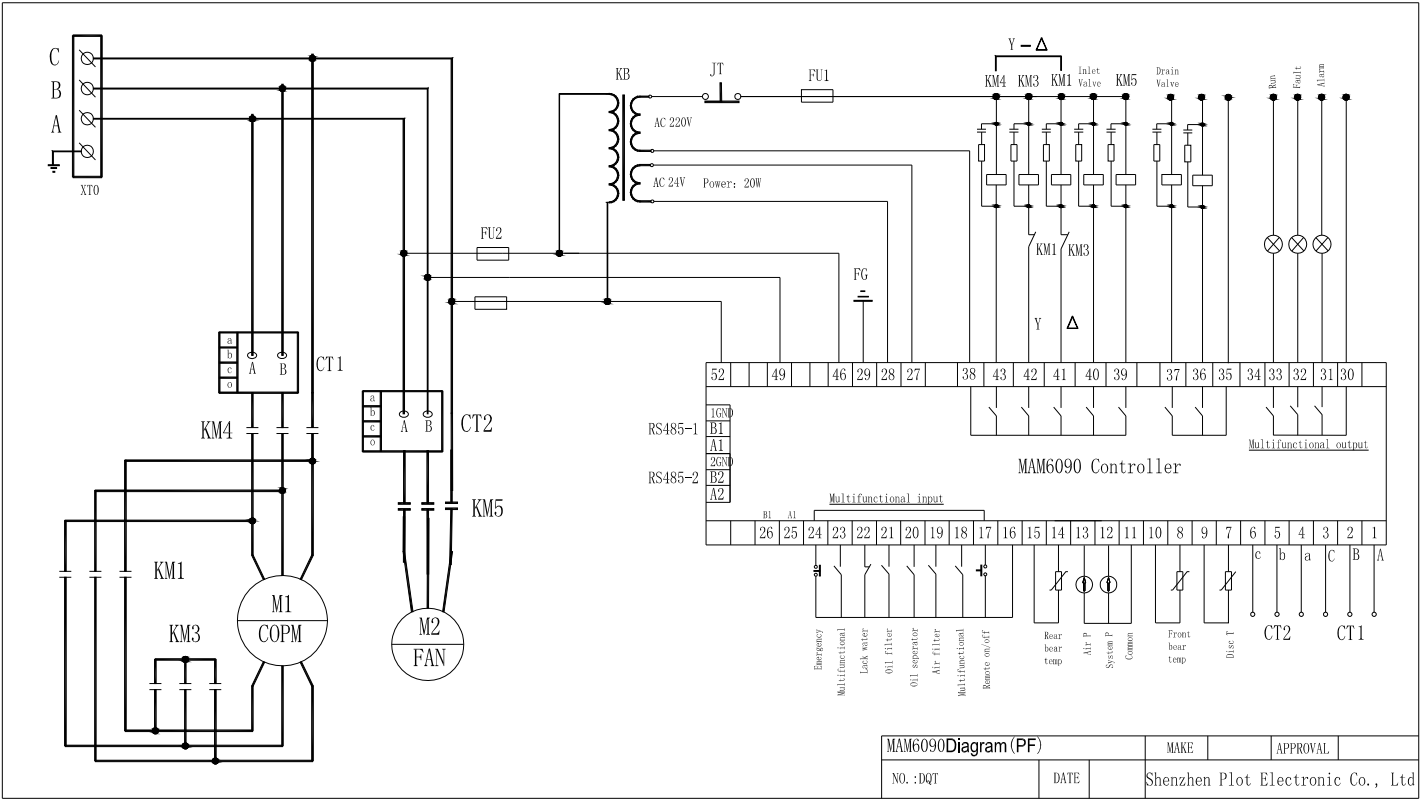 C
B
A
XT0
KB
JT
FU1
AC 220V
AC 24V Power: 20W
Y - Δ
KM4 KM3 KM1 Inlet Valve KM5
Drain Valve
Run
Fault
Alarm
KM1 KM3
Y Δ
FU2
FG
a
b
c
o
A B
CT1
KM4
a
b
c
o
A B
CT2
KM5
KM1
KM3
M1
COPM
M2
FAN
52 49 46 29 28 27 38 43 42 41 40 39 37 36 35 34 33 32 31 30
Multifunctional output
RS485-1
1GND
B1
A1
RS485-2
2GND
B2
A2
MAM6090 Controller
Multifunctional input
B1 A1
26 25 24 23 22 21 20 19 18 17 16 15 14 13 12 11 10 8 9 7 6 5 4 3 2 1
c b a C B A
CT2 CT1
Emergency
Multifunctional
Lack water
Oil filter
Oil seperator
Air filter
Multifunctional
Remote on/off
Rear bear temp
Air P
System P
Common
Front bear temp
Disc T
MAM6090Diagram(PF) MAKE APPROVAL
NO.:DQT DATE Shenzhen Plot Electronic Co., Ltd